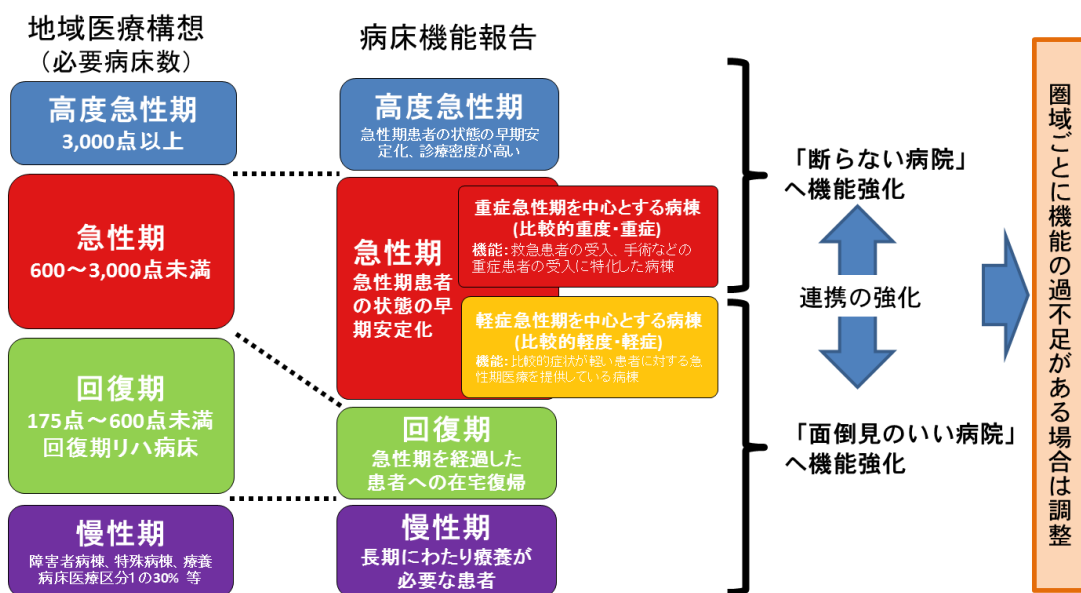 地域医療構想
（必要病床数）
高度急性期
3,000点以上
急性期
600～3,000点未満
回復期
175点～600点未満
回復期リハ病床
慢性期
障害者病棟、特殊病棟、療養
病床医療区分1の30% 等
病床機能報告
高度急性期
急性期患者の状態の早期安
定化、診療密度が高い
急性期
急性期患者
の状態の早
期安定化
重症急性期を中心とする病棟
(比較的重度・重症)
機能：救急患者の受入、手術などの
重症患者の受入に特化した病棟
軽症急性期を中心とする病棟
(比較的軽度・軽症)
機能：比較的症状が軽い患者に対する急
性期医療を提供している病棟
回復期
急性期を経過した
患者への在宅復帰
慢性期
長期にわたり療養が
必要な患者
「断らない病院」
へ機能強化
連携の強化
「面倒見のいい病院」
へ機能強化
圏域ごとに機能の過不足がある場合は調整